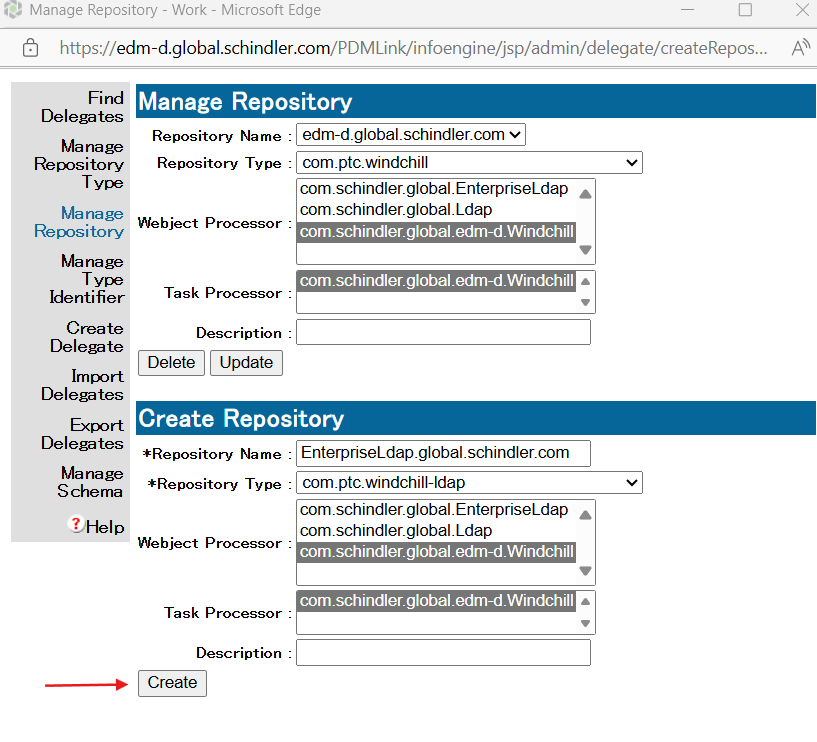 Manage Repository - Work - Microsoft Edge
https://edm-d.global.schindler.com/PDMLink/infoengine/jsp/admin/delegate/createRepos...
Find
Delegates
Manage
Repository
Type
Manage
Repository
Manage
Type
Identifier
Create
Delegate
Import
Delegates
Export
Delegates
Manage
Schema
? Help
Manage Repository
Repository Name : edm-d.global.schindler.com
Repository Type : com.ptc.windchill
Webject Processor :
com.schindler.global.EnterpriseLdap
com.schindler.global.Ldap
com.schindler.global.edm-d.Windchill
Task Processor : com.schindler.global.edm-d.Windchill
Description :
Delete Update
Create Repository
*Repository Name : EnterpriseLdap.global.schindler.com
*Repository Type : com.ptc.windchill-ldap
Webject Processor :
com.schindler.global.EnterpriseLdap
com.schindler.global.Ldap
com.schindler.global.edm-d.Windchill
Task Processor : com.schindler.global.edm-d.Windchill
Description :
Create